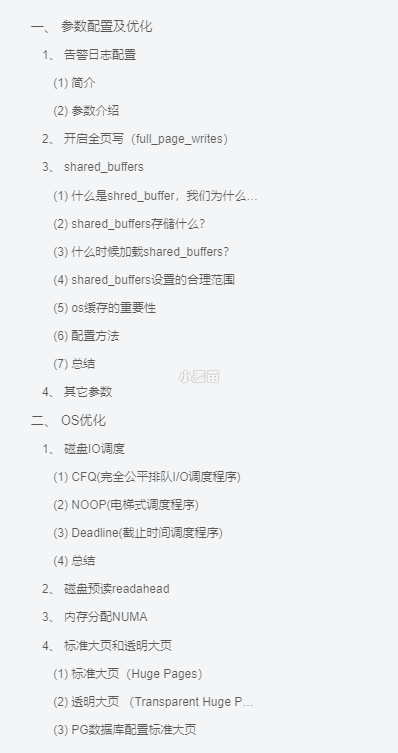 一、 参数配置及优化
1、 告警日志配置
(1) 简介
(2) 参数介绍
2、 开启全页写（full_page_writes）
3、 shared_buffers
(1) 什么是shred_buffer，我们为什么…
(2) shared_buffers存储什么？
(3) 什么时候加载shared_buffers？
(4) shared_buffers设置的合理范围
(5) os缓存的重要性
(6) 配置方法
(7) 总结
小麦苗
4、 其它参数
二、 OS优化
1、 磁盘IO调度
(1) CFQ(完全公平排队I/O调度程序)
(2) NOOP(电梯式调度程序)
(3) Deadline(截止时间调度程序)
(4) 总结
2、 磁盘预读readahead
3、 内存分配NUMA
4、 标准大页和透明大页
(1) 标准大页（Huge Pages）
(2) 透明大页 （Transparent Huge P…
(3) PG数据库配置标准大页